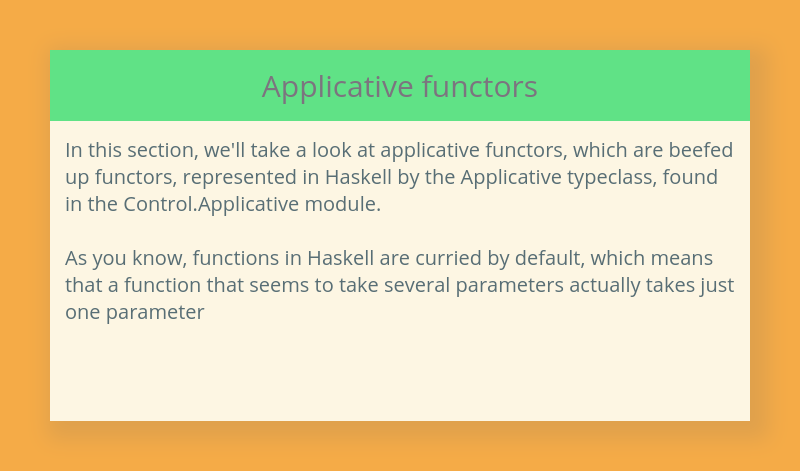 Applicative functors
In this section, we'll take a look at applicative functors, which are beefed
up functors, represented in Haskell by the Applicative typeclass, found
in the Control.Applicative module.
As you know, functions in Haskell are curried by default, which means
that a function that seems to take several parameters actually takes just
one parameter